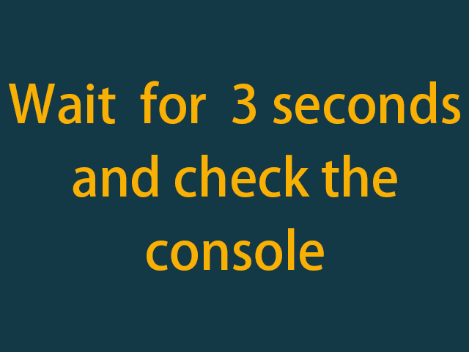 Wait for 3 seconds
and check the
console